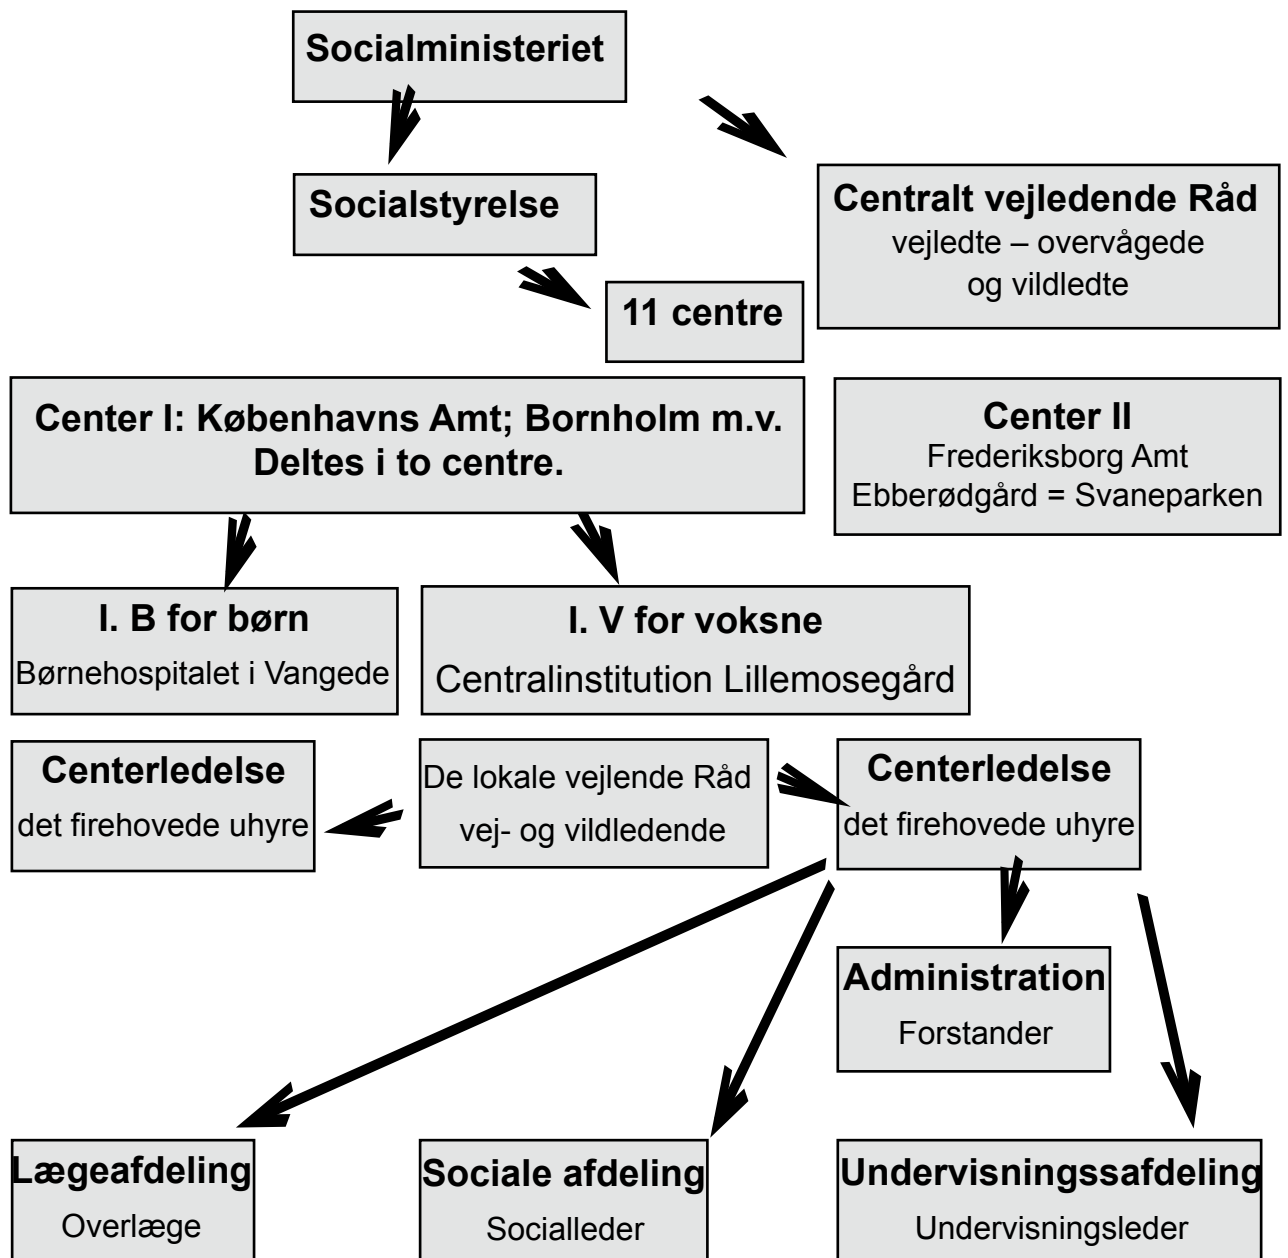 Socialministeriet
Socialstyrelse
Centralt vejledende Råd
vejledte – overvågede
og vildledte
11 centre
Center I: Københavns Amt; Bornholm m.v.
Deltes i to centre.
Center II
Frederiksborg Amt
Ebberødgård = Svaneparken
I. B for børn
Børnehospitalet i Vangede
I. V for voksne
Centralinstitution Lillemosegård
Centerledelse
det firehovede uhyre
De lokale vejlende Råd
vej- og vildledende
Centerledelse
det firehovede uhyre
Administration
Forstander
Lægeafdeling
Overlæge
Sociale afdeling
Socialleder
Undervisningssafdeling
Undervisningsleder